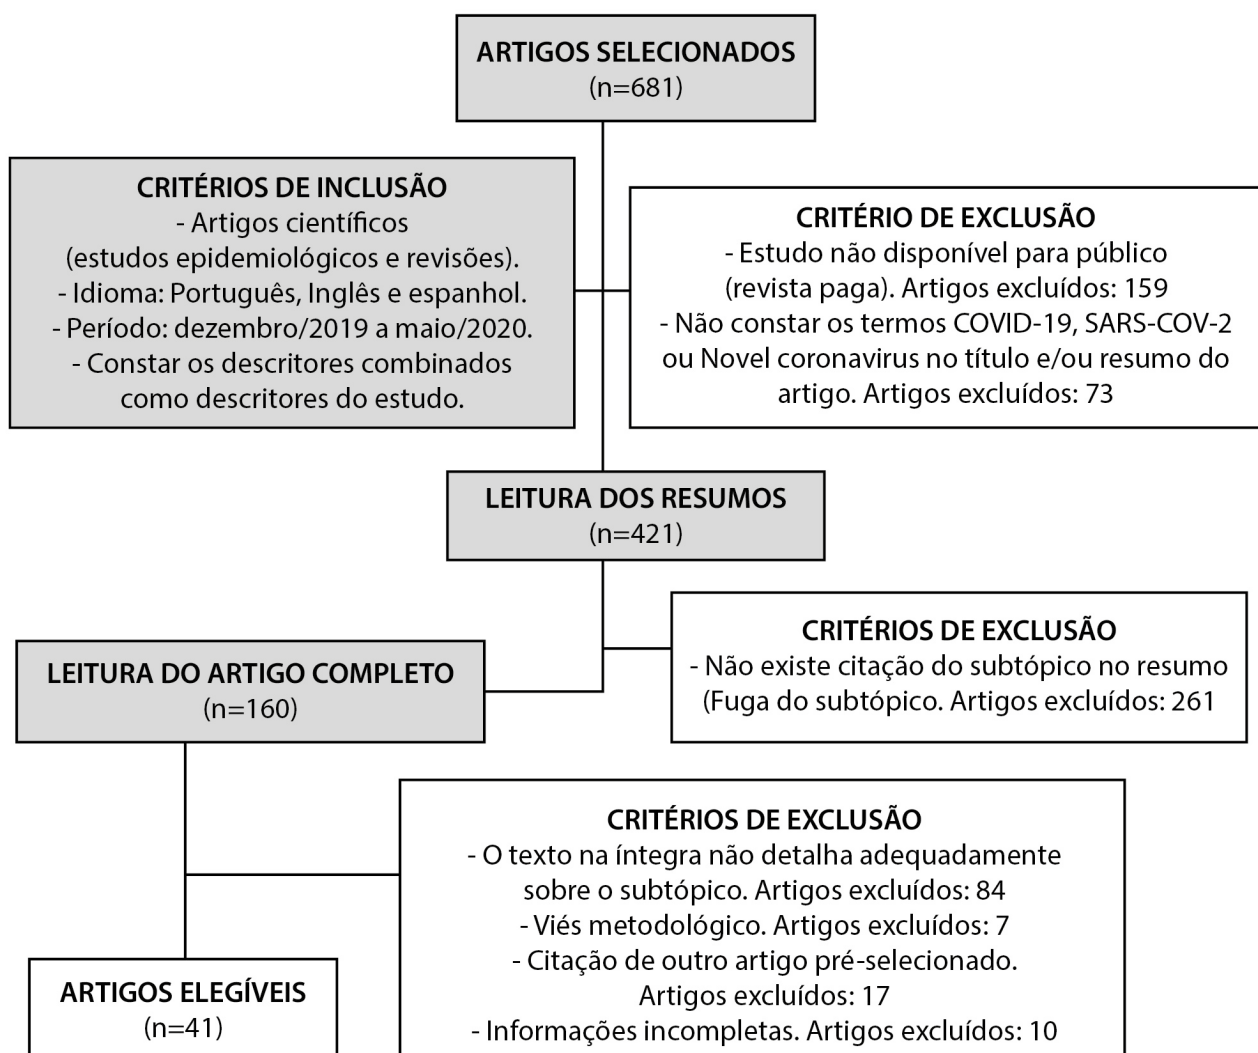 ARTIGOS SELECIONADOS
(n=681)
CRITÉRIOS DE INCLUSÃO
- Artigos científicos
(estudos epidemiológicos e revisões).
- Idioma: Português, Inglês e espanhol.
- Período: dezembro/2019 a maio/2020.
- Constar os descritores combinados
como descritores do estudo.
CRITÉRIO DE EXCLUSÃO
- Estudo não disponível para público
(revista paga). Artigos excluídos: 159
- Não constar os termos COVID-19, SARS-COV-2
ou Novel coronavirus no título e/ou resumo do
artigo. Artigos excluídos: 73
LEITURA DOS RESUMOS
(n=421)
CRITÉRIOS DE EXCLUSÃO
- Não existe citação do subtópico no resumo
(Fuga do subtópico. Artigos excluídos: 261
LEITURA DO ARTIGO COMPLETO
(n=160)
CRITÉRIOS DE EXCLUSÃO
- O texto na íntegra não detalha adequadamente
sobre o subtópico. Artigos excluídos: 84
- Viés metodológico. Artigos excluídos: 7
- Citação de outro artigo pré-selecionado.
Artigos excluídos: 17
- Informações incompletas. Artigos excluídos: 10
ARTIGOS ELEGÍVEIS
(n=41)